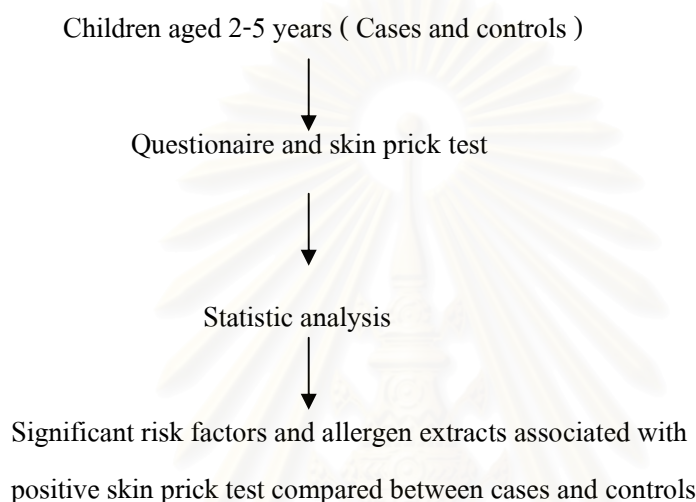 Children aged 2-5 years ( Cases and controls )
Questionaire and skin prick test
Statistic analysis
Significant risk factors and allergen extracts associated with
positive skin prick test compared between cases and controls